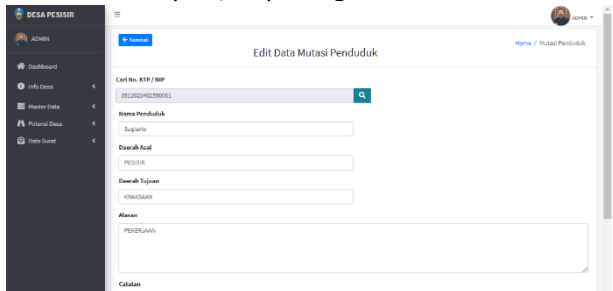 DESA PESISIR
ADMIN
ADMIN
Kembali
Edit Data Mutasi Penduduk
Home / Mutasi Penduduk
Dashboard
Info Desa
Master Data
Potensi Desa
Data Surat
Cari No. KTP / NIP
3512020402550001
Nama Penduduk
Sugiarto
Daerah Asal
PESISIR
Daerah Tujuan
KRAKSAAN
Alasan
PEKERJAAN
Catatan